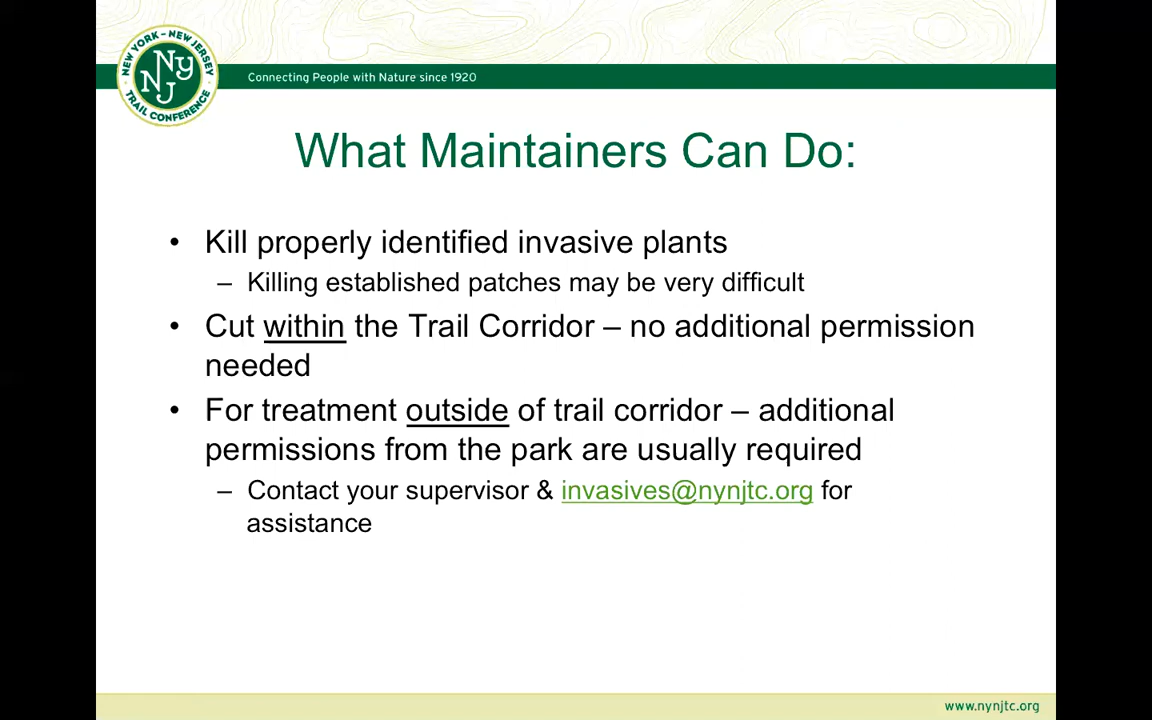 NEW YORK - NEW JERSEY
NY
NJ
TRAIL CONFERENCE
Connecting People with Nature since 1920
What Maintainers Can Do:
• Kill properly identified invasive plants
– Killing established patches may be very difficult
• Cut within the Trail Corridor – no additional permission
needed
• For treatment outside of trail corridor – additional
permissions from the park are usually required
– Contact your supervisor & invasives@nynjtc.org for
assistance
www.nynjtc.org